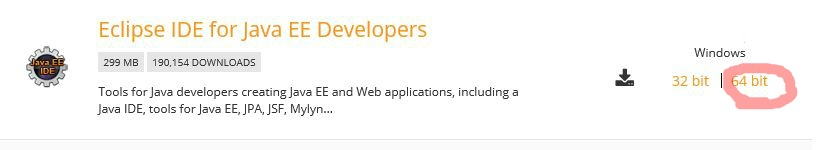 Eclipse IDE for Java EE Developers
299 MB 190,154 DOWNLOADS
Java EE
IDE
Tools for Java developers creating Java EE and Web applications, including a
Java IDE, tools for Java EE, JPA, JSF, Mylyn...
Windows
32 bit | 64 bit